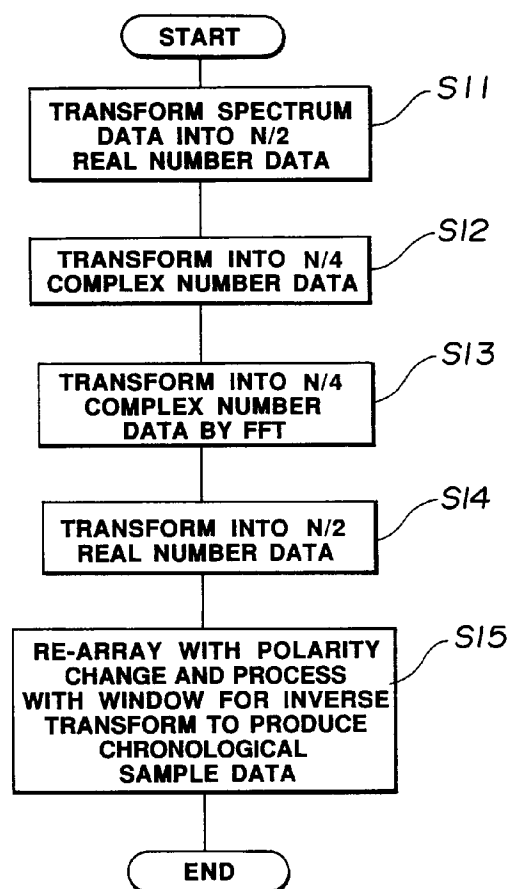 START
S11
TRANSFORM SPECTRUM
DATA INTO N/2
REAL NUMBER DATA
S12
TRANSFORM INTO N/4
COMPLEX NUMBER DATA
S13
TRANSFORM INTO N/4
COMPLEX NUMBER
DATA BY FFT
S14
TRANSFORM INTO N/2
REAL NUMBER DATA
S15
RE-ARRAY WITH POLARITY
CHANGE AND PROCESS
WITH WINDOW FOR INVERSE
TRANSFORM TO PRODUCE
CHRONOLOGICAL
SAMPLE DATA
END